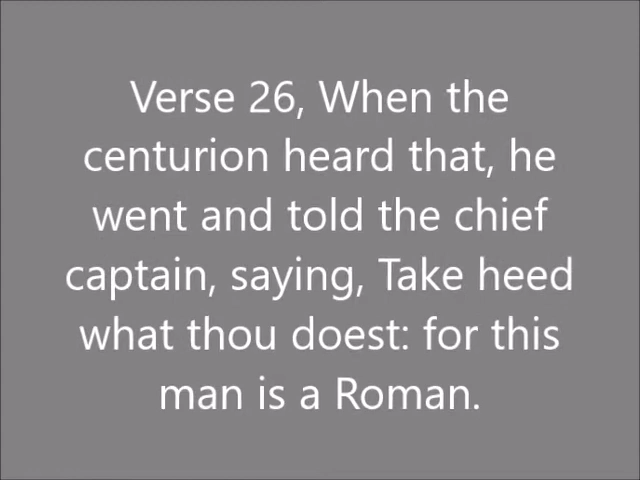 Verse 26, When the
centurion heard that, he
went and told the chief
captain, saying, Take heed
what thou doest: for this
man is a Roman.